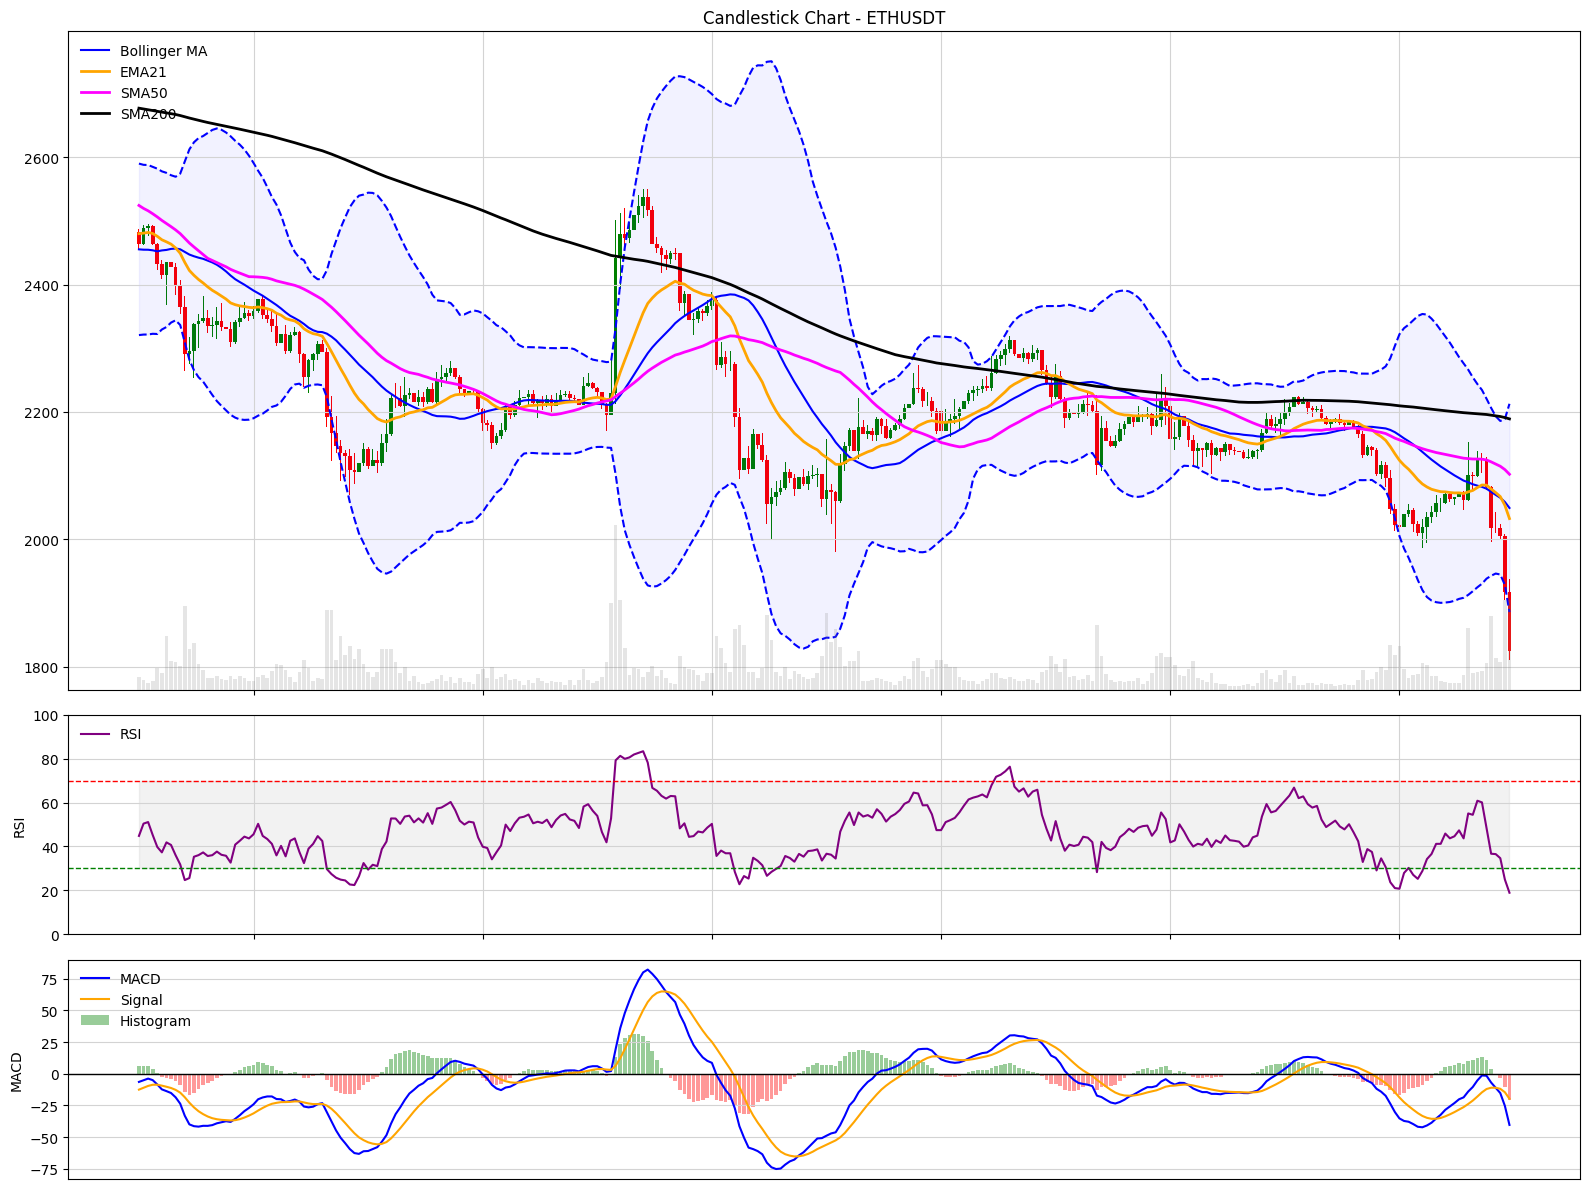 Candlestick Chart - ETHUSDT
Bollinger MA
EMA21
SMA50
SMA200
2600
2400
2200
2000
1800
RSI
100
80
60
40
20
0
RSI
MACD
Signal
Histogram
75
50
25
0
−25
−50
−75
MACD